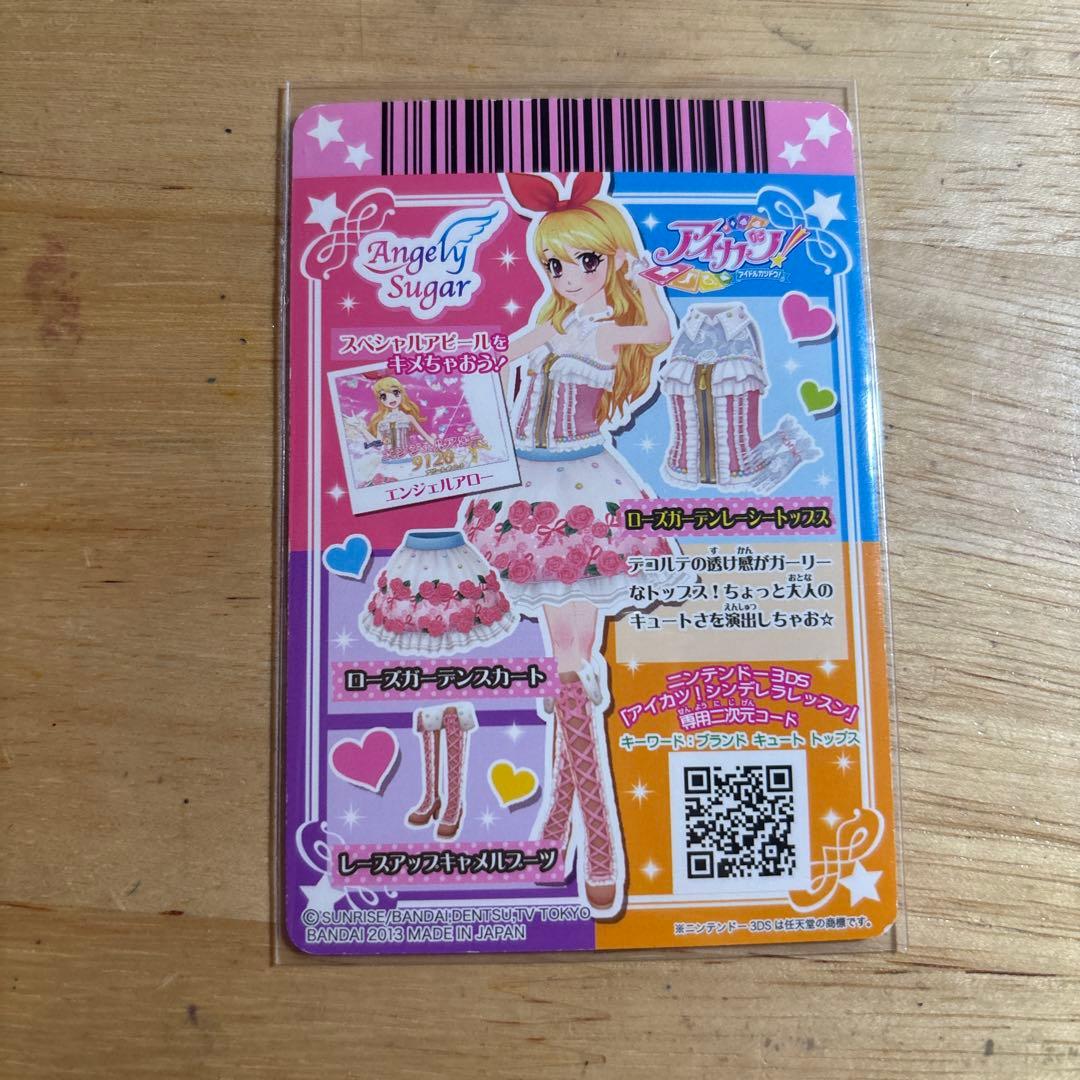 Angely
Sugar
アイカツ!
アイドルカツドウ!
スペシャルアピールを
キメちゃおう!
9120
エンジェルアロー
ローズガーデンレーシートップス
デコルテの透け感がガーリー
なトップス!ちょっと大人の
キュートさを演出しちゃお☆
ローズガーデンスカート
ニンテンドー3DS
「アイカツ!シンデレラレッスン」
専用二次元コード
キーワード:ブランド キュート トップス
レースアップキャメルブーツ
©SUNRISE/BANDAI,DENTSU,TV TOKYO
BANDAI 2013 MADE IN JAPAN
※ニンテンドー3DSは任天堂の商標です。